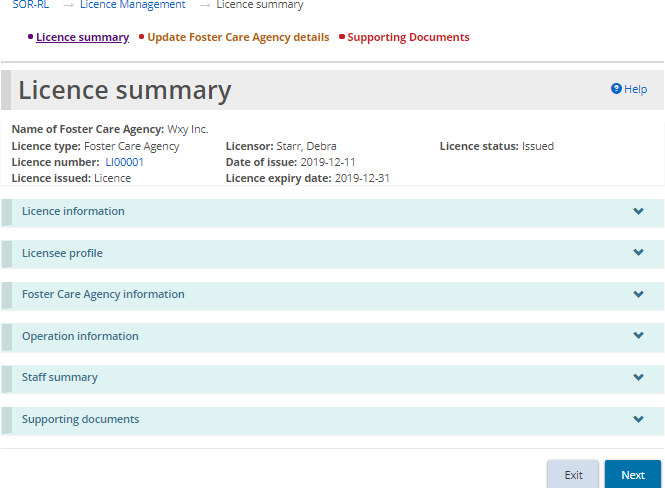 SOR-RL → Licence Management → Licence summary
• Licence summary • Update Foster Care Agency details • Supporting Documents
Licence summary
Help
Name of Foster Care Agency: Wxy Inc.
Licence type: Foster Care Agency Licensor: Starr, Debra Licence status: Issued
Licence number: LI00001 Date of issue: 2019-12-11
Licence issued: Licence Licence expiry date: 2019-12-31
Licence information
Licensee profile
Foster Care Agency information
Operation information
Staff summary
Supporting documents
Exit Next